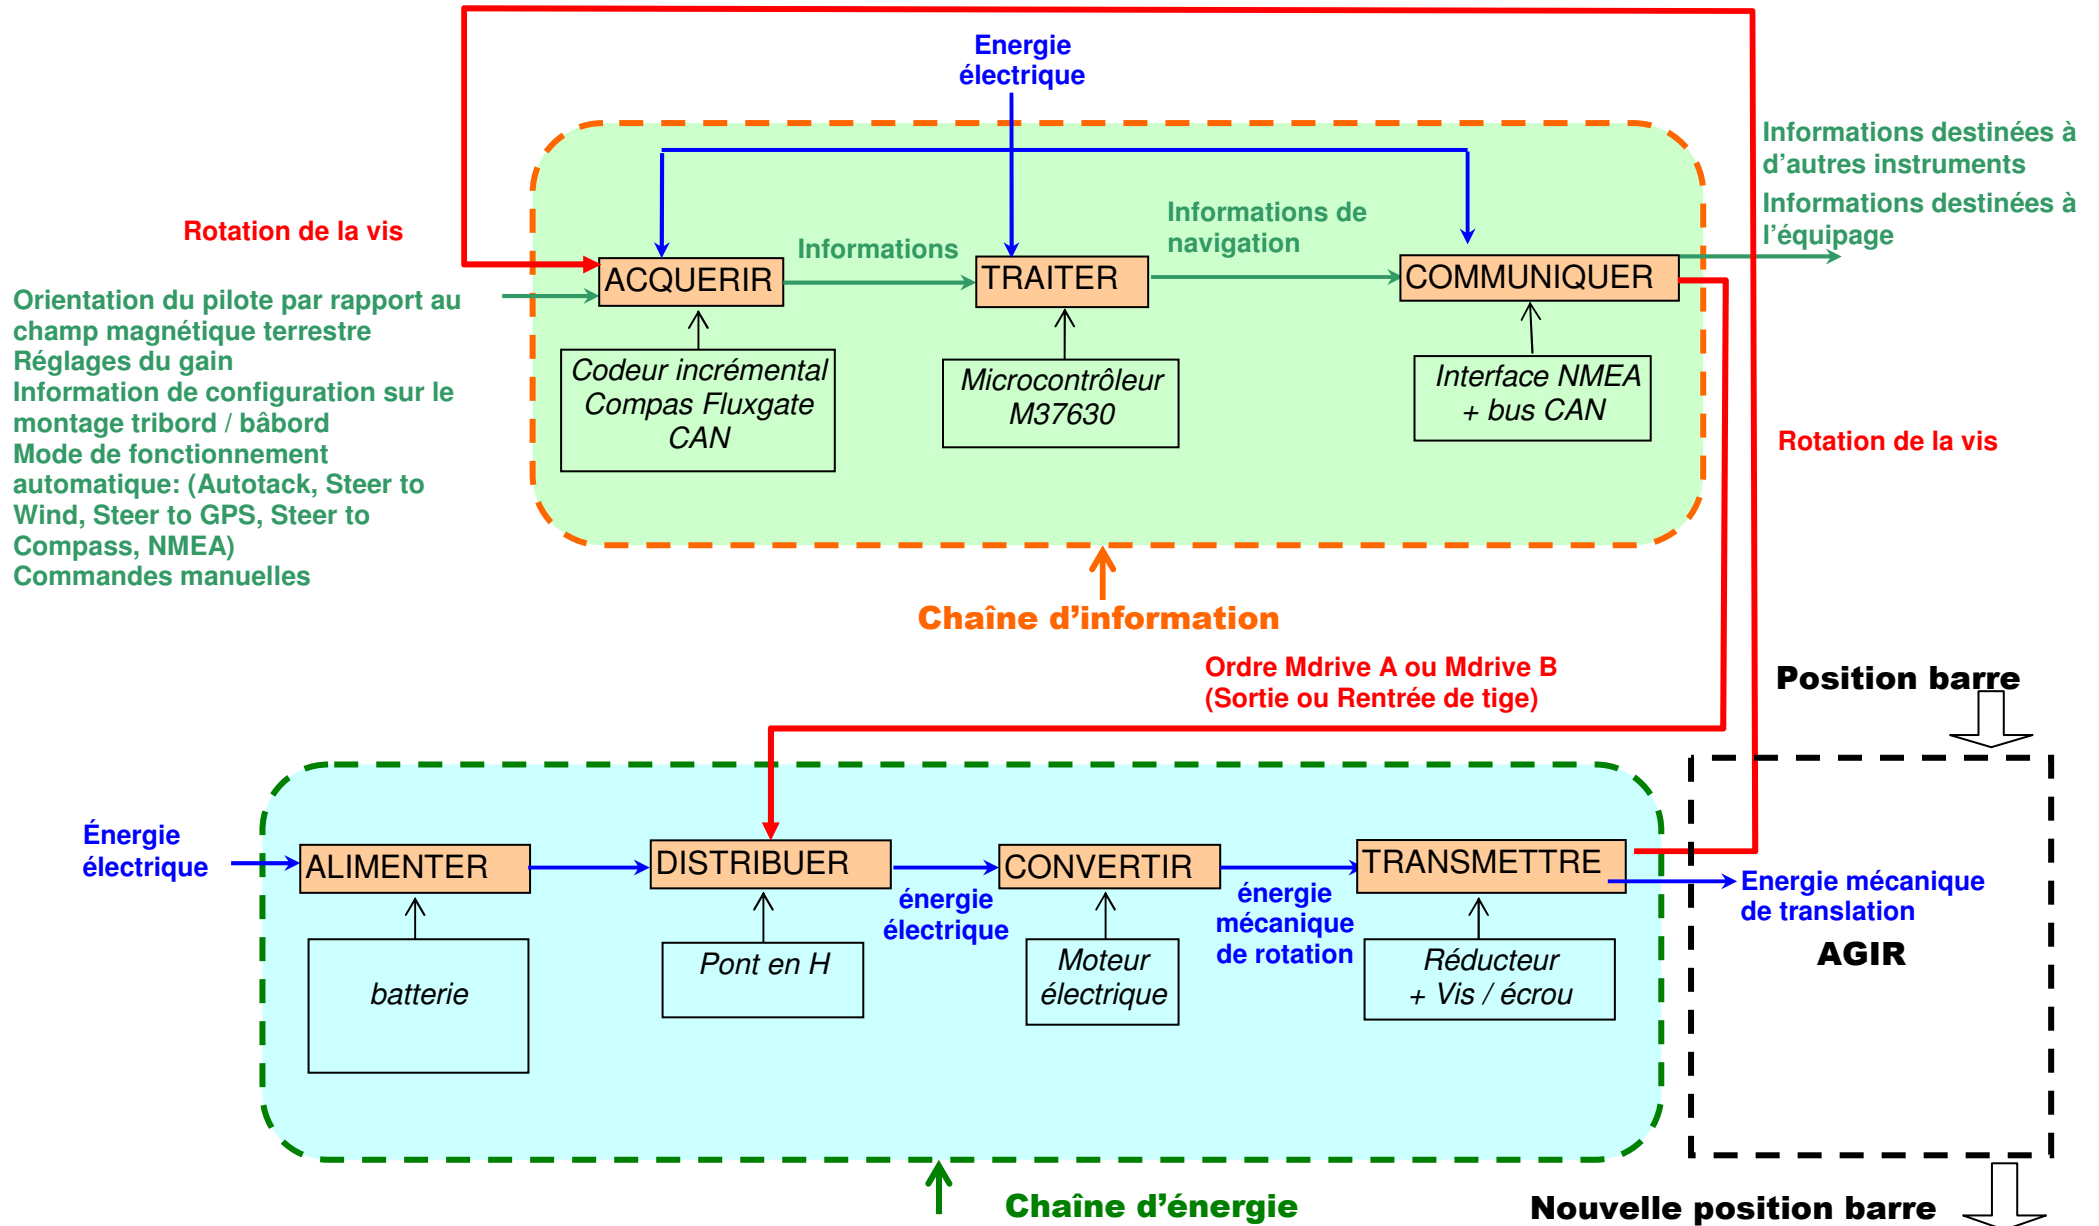 Energie
électrique
Informations destinées à
d'autres instruments
Informations destinées à
l'équipage
Rotation de la vis
Informations
Informations de
navigation
ACQUERIR
TRAITER
COMMUNIQUER
Orientation du pilote par rapport au
champ magnétique terrestre
Réglages du gain
Information de configuration sur le
montage tribord / bâbord
Mode de fonctionnement
automatique: (Autotack, Steer to
Wind, Steer to GPS, Steer to
Compass, NMEA)
Commandes manuelles
Codeur incrémental
Compas Fluxgate
CAN
Microcontrôleur
M37630
Interface NMEA
+ bus CAN
Rotation de la vis
Chaîne d'information
Ordre Mdrive A ou Mdrive B
(Sortie ou Rentrée de tige)
Position barre
Énergie
électrique
ALIMENTER
DISTRIBUER
CONVERTIR
TRANSMETTRE
énergie
électrique
énergie
mécanique
de rotation
Energie mécanique
de translation
AGIR
batterie
Pont en H
Moteur
électrique
Réducteur
+ Vis / écrou
Chaîne d'énergie
Nouvelle position barre